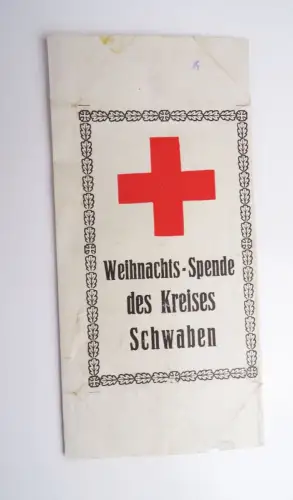 Weihnachts-Spende
des Kreises
Schwaben